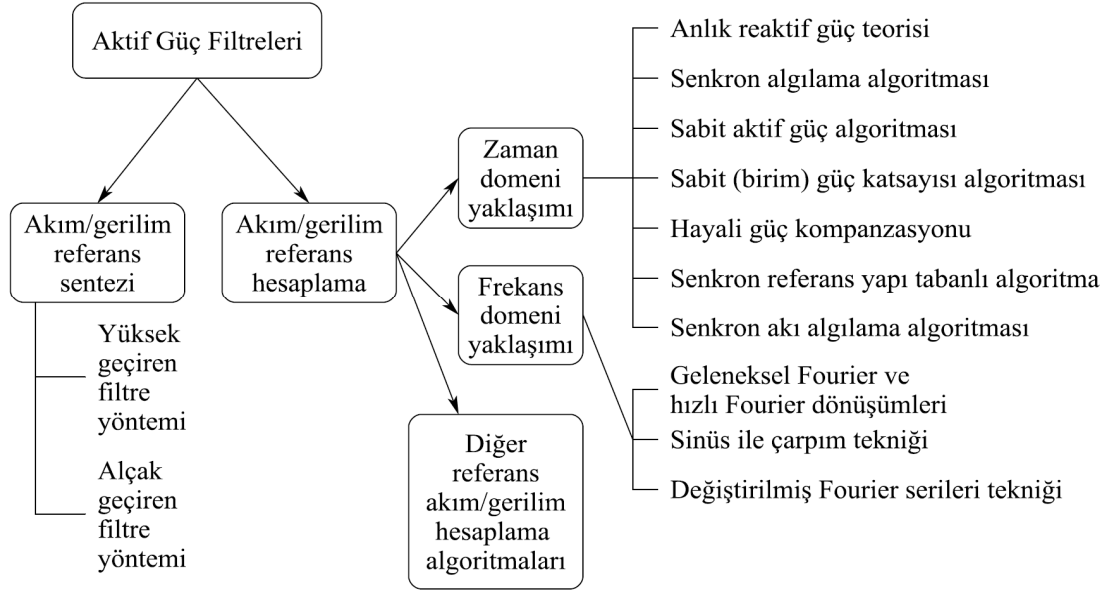 Aktif Güç Filtreleri
Akım/gerilim
referans
sentezi
Yüksek
geçiren
filtre
yöntemi
Alçak
geçiren
filtre
yöntemi
Akım/gerilim
referans
hesaplama
Zaman
domeni
yaklaşımı
Anlık reaktif güç teorisi
Senkron algılama algoritması
Sabit aktif güç algoritması
Sabit (birim) güç katsayısı algoritması
Hayali güç kompanzasyonu
Senkron referans yapı tabanlı algoritma
Senkron akı algılama algoritması
Frekans
domeni
yaklaşımı
Geleneksel Fourier ve
hızlı Fourier dönüşümleri
Sinüs ile çarpım tekniği
Değiştirilmiş Fourier serileri tekniği
Diğer
referans
akım/gerilim
hesaplama
algoritmaları